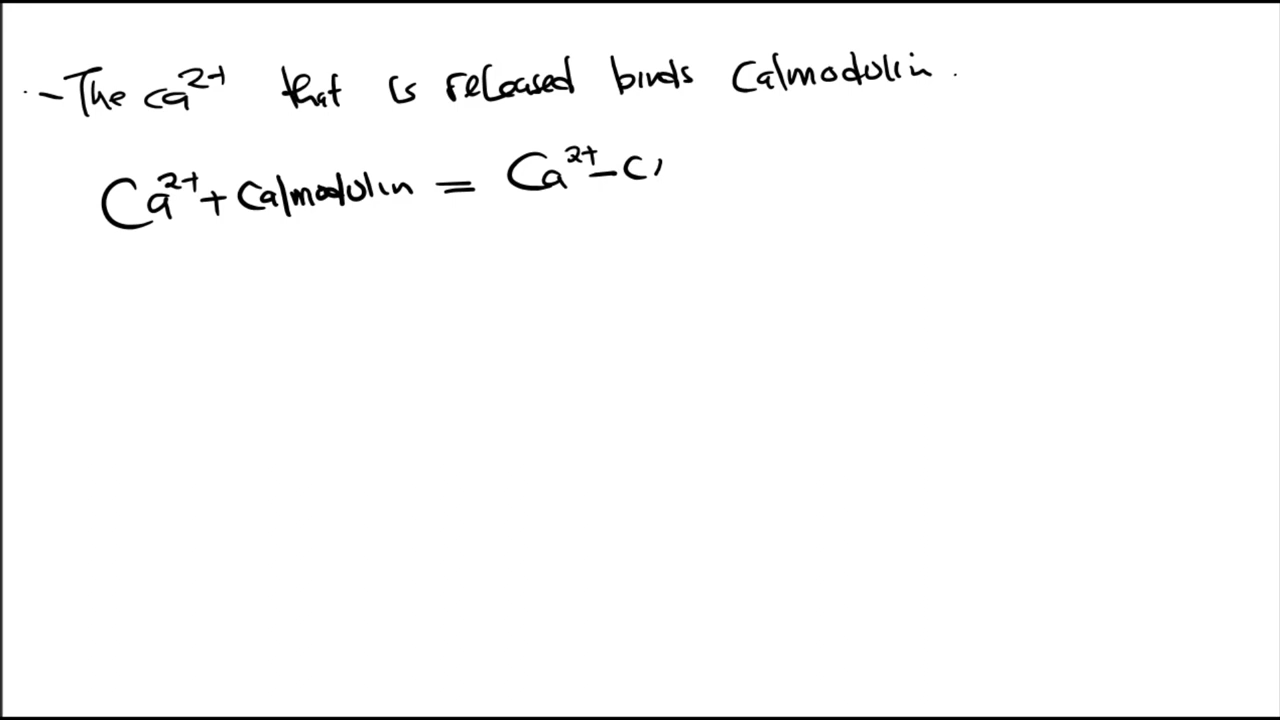 - The Ca²⁺ that is released binds Calmodulin.
Ca²⁺ + Calmodulin = Ca²⁺ - C